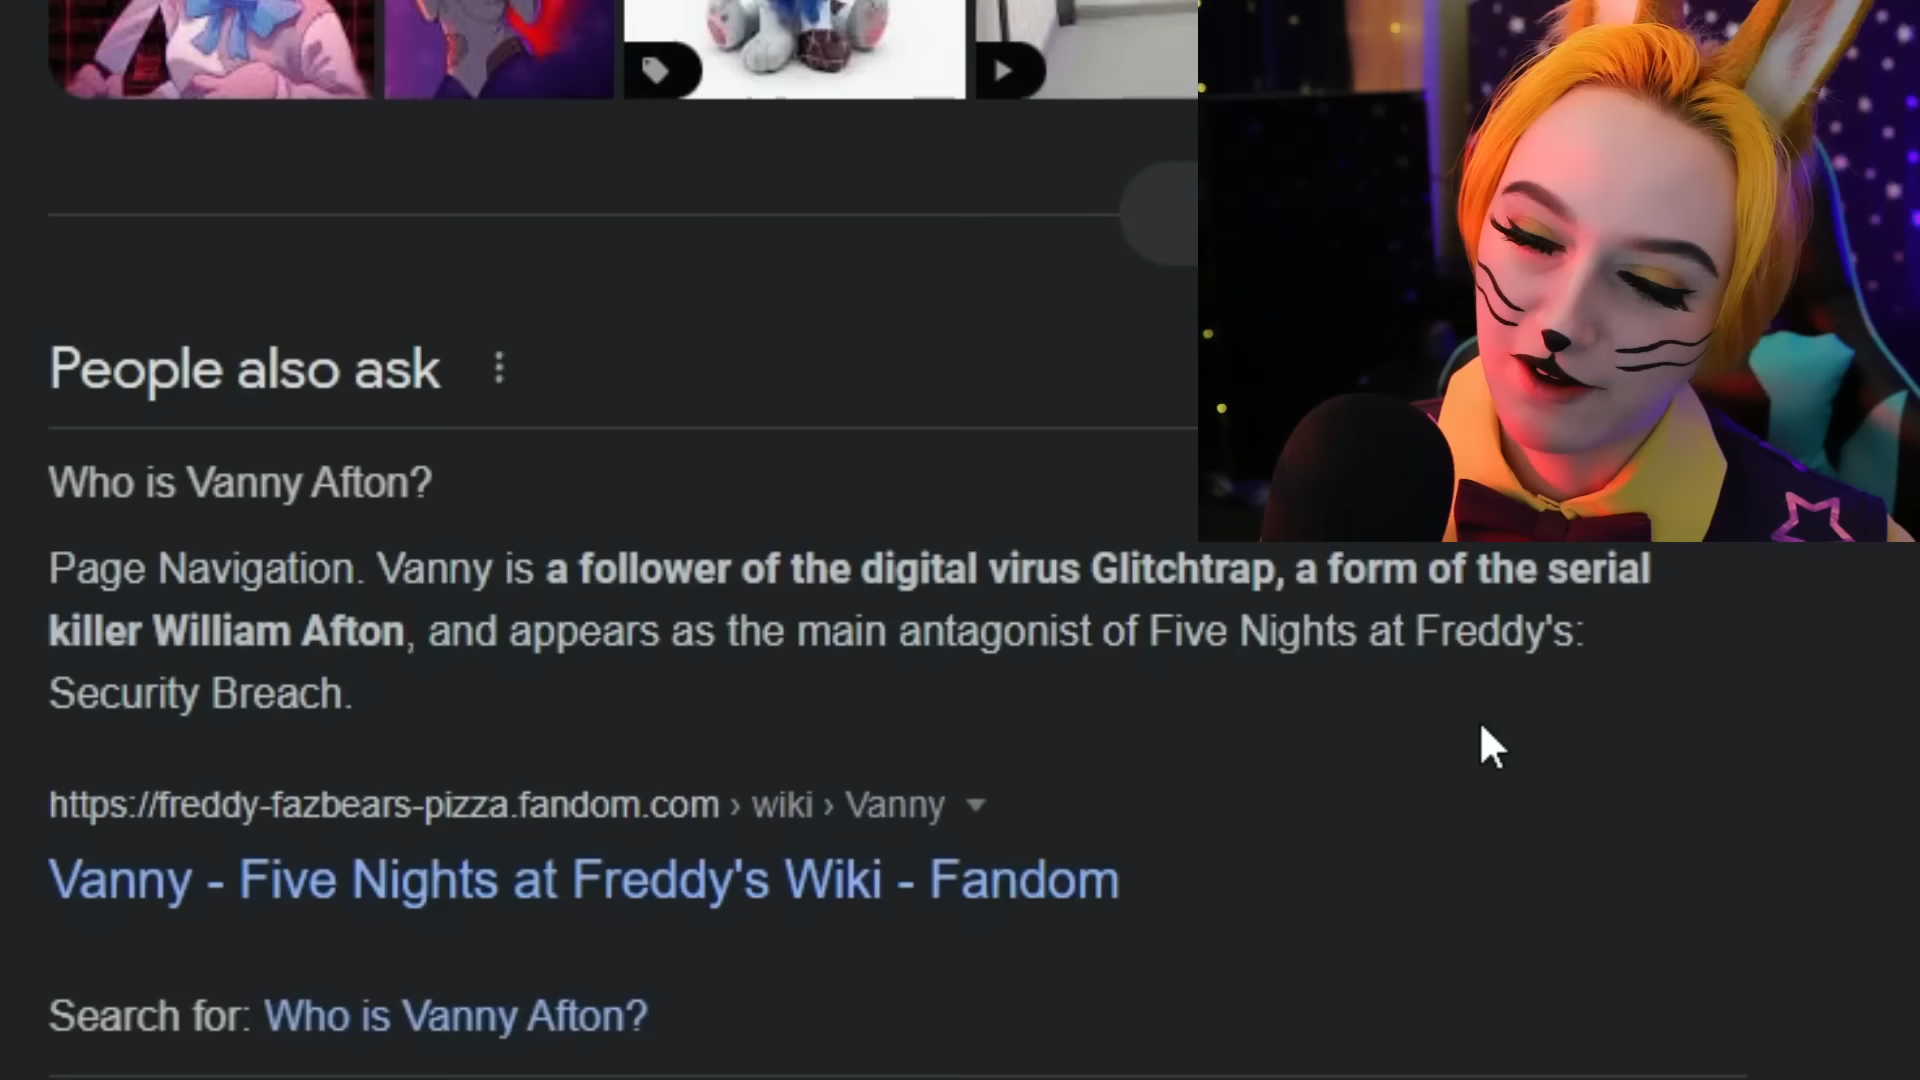 People also ask
Who is Vanny Afton?
Page Navigation. Vanny is a follower of the digital virus Glitchtrap, a form of the serial
killer William Afton, and appears as the main antagonist of Five Nights at Freddy's:
Security Breach.
https://freddy-fazbears-pizza.fandom.com › wiki › Vanny
Vanny - Five Nights at Freddy's Wiki - Fandom
Search for: Who is Vanny Afton?